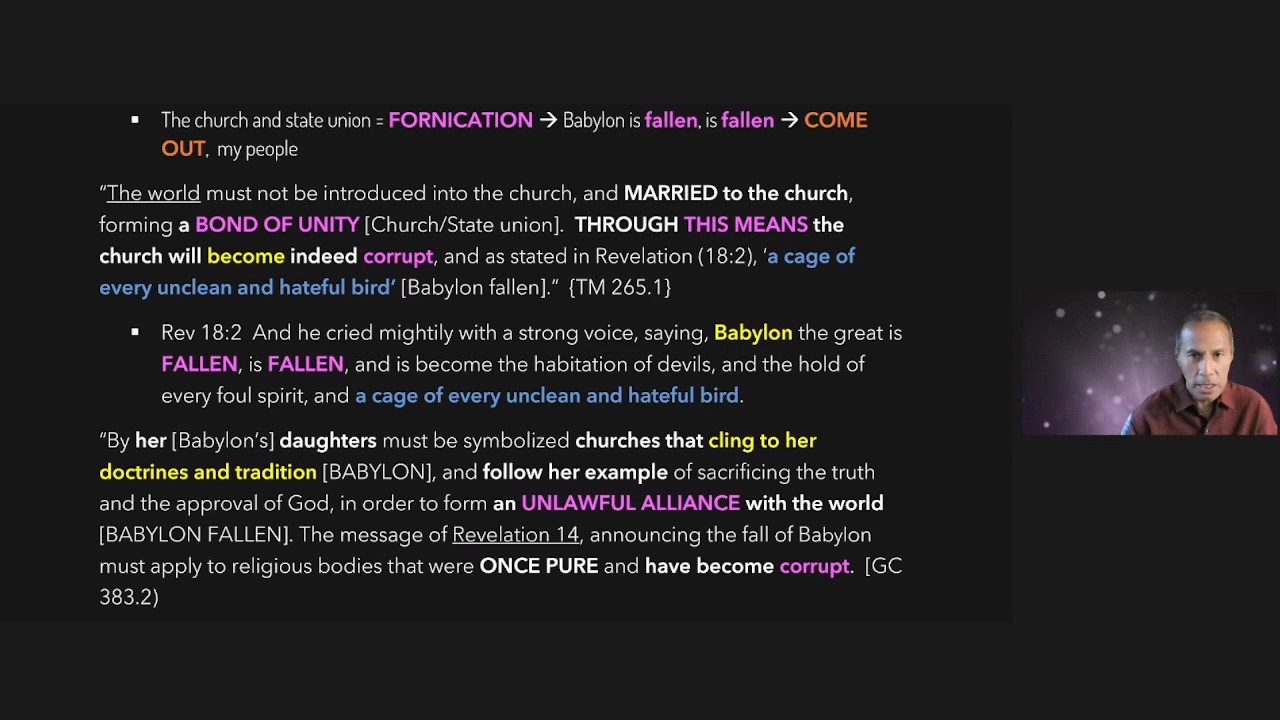 ▪ The church and state union = FORNICATION → Babylon is fallen, is fallen → COME
OUT, my people
“The world must not be introduced into the church, and MARRIED to the church,
forming a BOND OF UNITY [Church/State union]. THROUGH THIS MEANS the
church will become indeed corrupt, and as stated in Revelation (18:2), ‘a cage of
every unclean and hateful bird’ [Babylon fallen].“ {TM 265.1}
▪ Rev 18:2 And he cried mightily with a strong voice, saying, Babylon the great is
FALLEN, is FALLEN, and is become the habitation of devils, and the hold of
every foul spirit, and a cage of every unclean and hateful bird.
“By her [Babylon’s] daughters must be symbolized churches that cling to her
doctrines and tradition [BABYLON], and follow her example of sacrificing the truth
and the approval of God, in order to form an UNLAWFUL ALLIANCE with the world
[BABYLON FALLEN]. The message of Revelation 14, announcing the fall of Babylon
must apply to religious bodies that were ONCE PURE and have become corrupt. [GC
383.2)